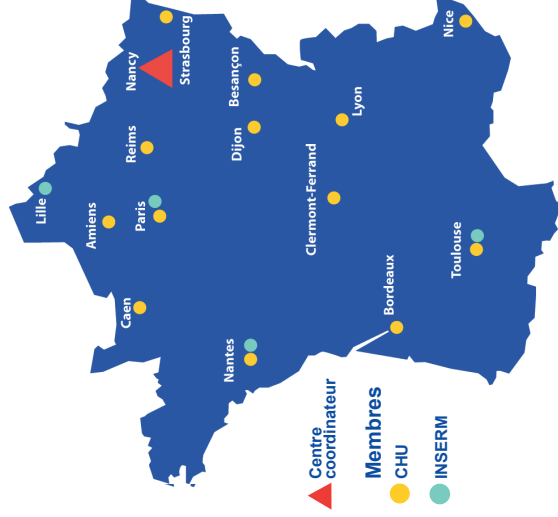 Lille
Amiens
Caen
Paris
Reims
Nancy
Strasbourg
Nantes
Dijon
Besançon
Clermont-Ferrand
Lyon
Bordeaux
Toulouse
Nice
Centre
coordinateur
Membres
CHU
INSERM